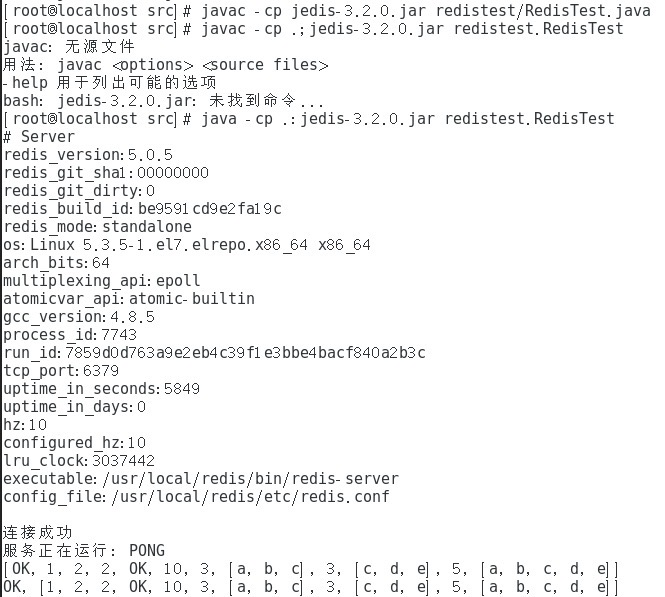 [root@localhost src]# javac -cp jedis-3.2.0.jar redistest/RedisTest.java
[root@localhost src]# javac -cp .;jedis-3.2.0.jar redistest.RedisTest
javac: 无源文件
用法: javac <options> <source files>
-help 用于列出可能的选项
bash: jedis-3.2.0.jar: 未找到命令...
[root@localhost src]# java -cp .:jedis-3.2.0.jar redistest.RedisTest
# Server
redis_version:5.0.5
redis_git_sha1:00000000
redis_git_dirty:0
redis_build_id:be9591cd9e2fa19c
redis_mode:standalone
os:Linux 5.3.5-1.el7.elrepo.x86_64 x86_64
arch_bits:64
multiplexing_api:epoll
atomicvar_api:atomic-builtin
gcc_version:4.8.5
process_id:7743
run_id:7859d0d763a9e2eb4c39f1e3bbe4bacf840a2b3c
tcp_port:6379
uptime_in_seconds:5849
uptime_in_days:0
hz:10
configured_hz:10
lru_clock:3037442
executable:/usr/local/redis/bin/redis-server
config_file:/usr/local/redis/etc/redis.conf
连接成功
服务正在运行: PONG
[OK, 1, 2, 2, OK, 10, 3, [a, b, c], 3, [c, d, e], 5, [a, b, c, d, e]]
OK, [1, 2, 2, OK, 10, 3, [a, b, c], 3, [c, d, e], 5, [a, b, c, d, e]]